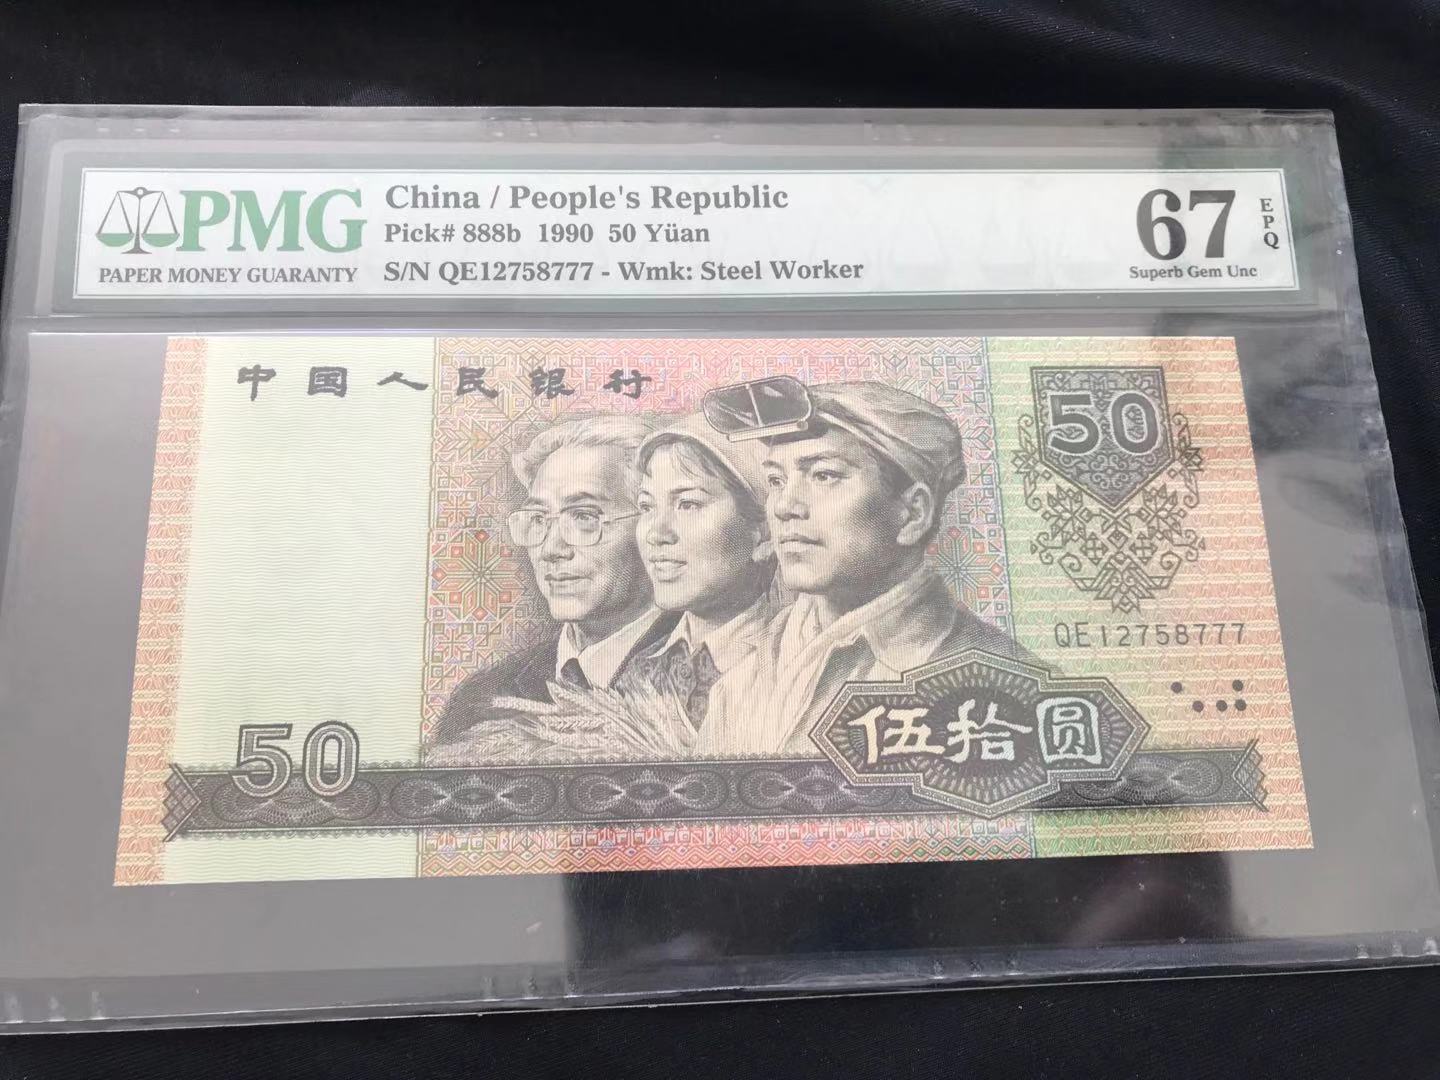 PMG
PAPER MONEY GUARANTY
China / People's Republic
Pick# 888b 1990 50 Yüan
S/N QE12758777 - Wmk: Steel Worker
67
EPQ
Superb Gem Unc
中国人民银行
50
QE12758777
伍拾圆
50